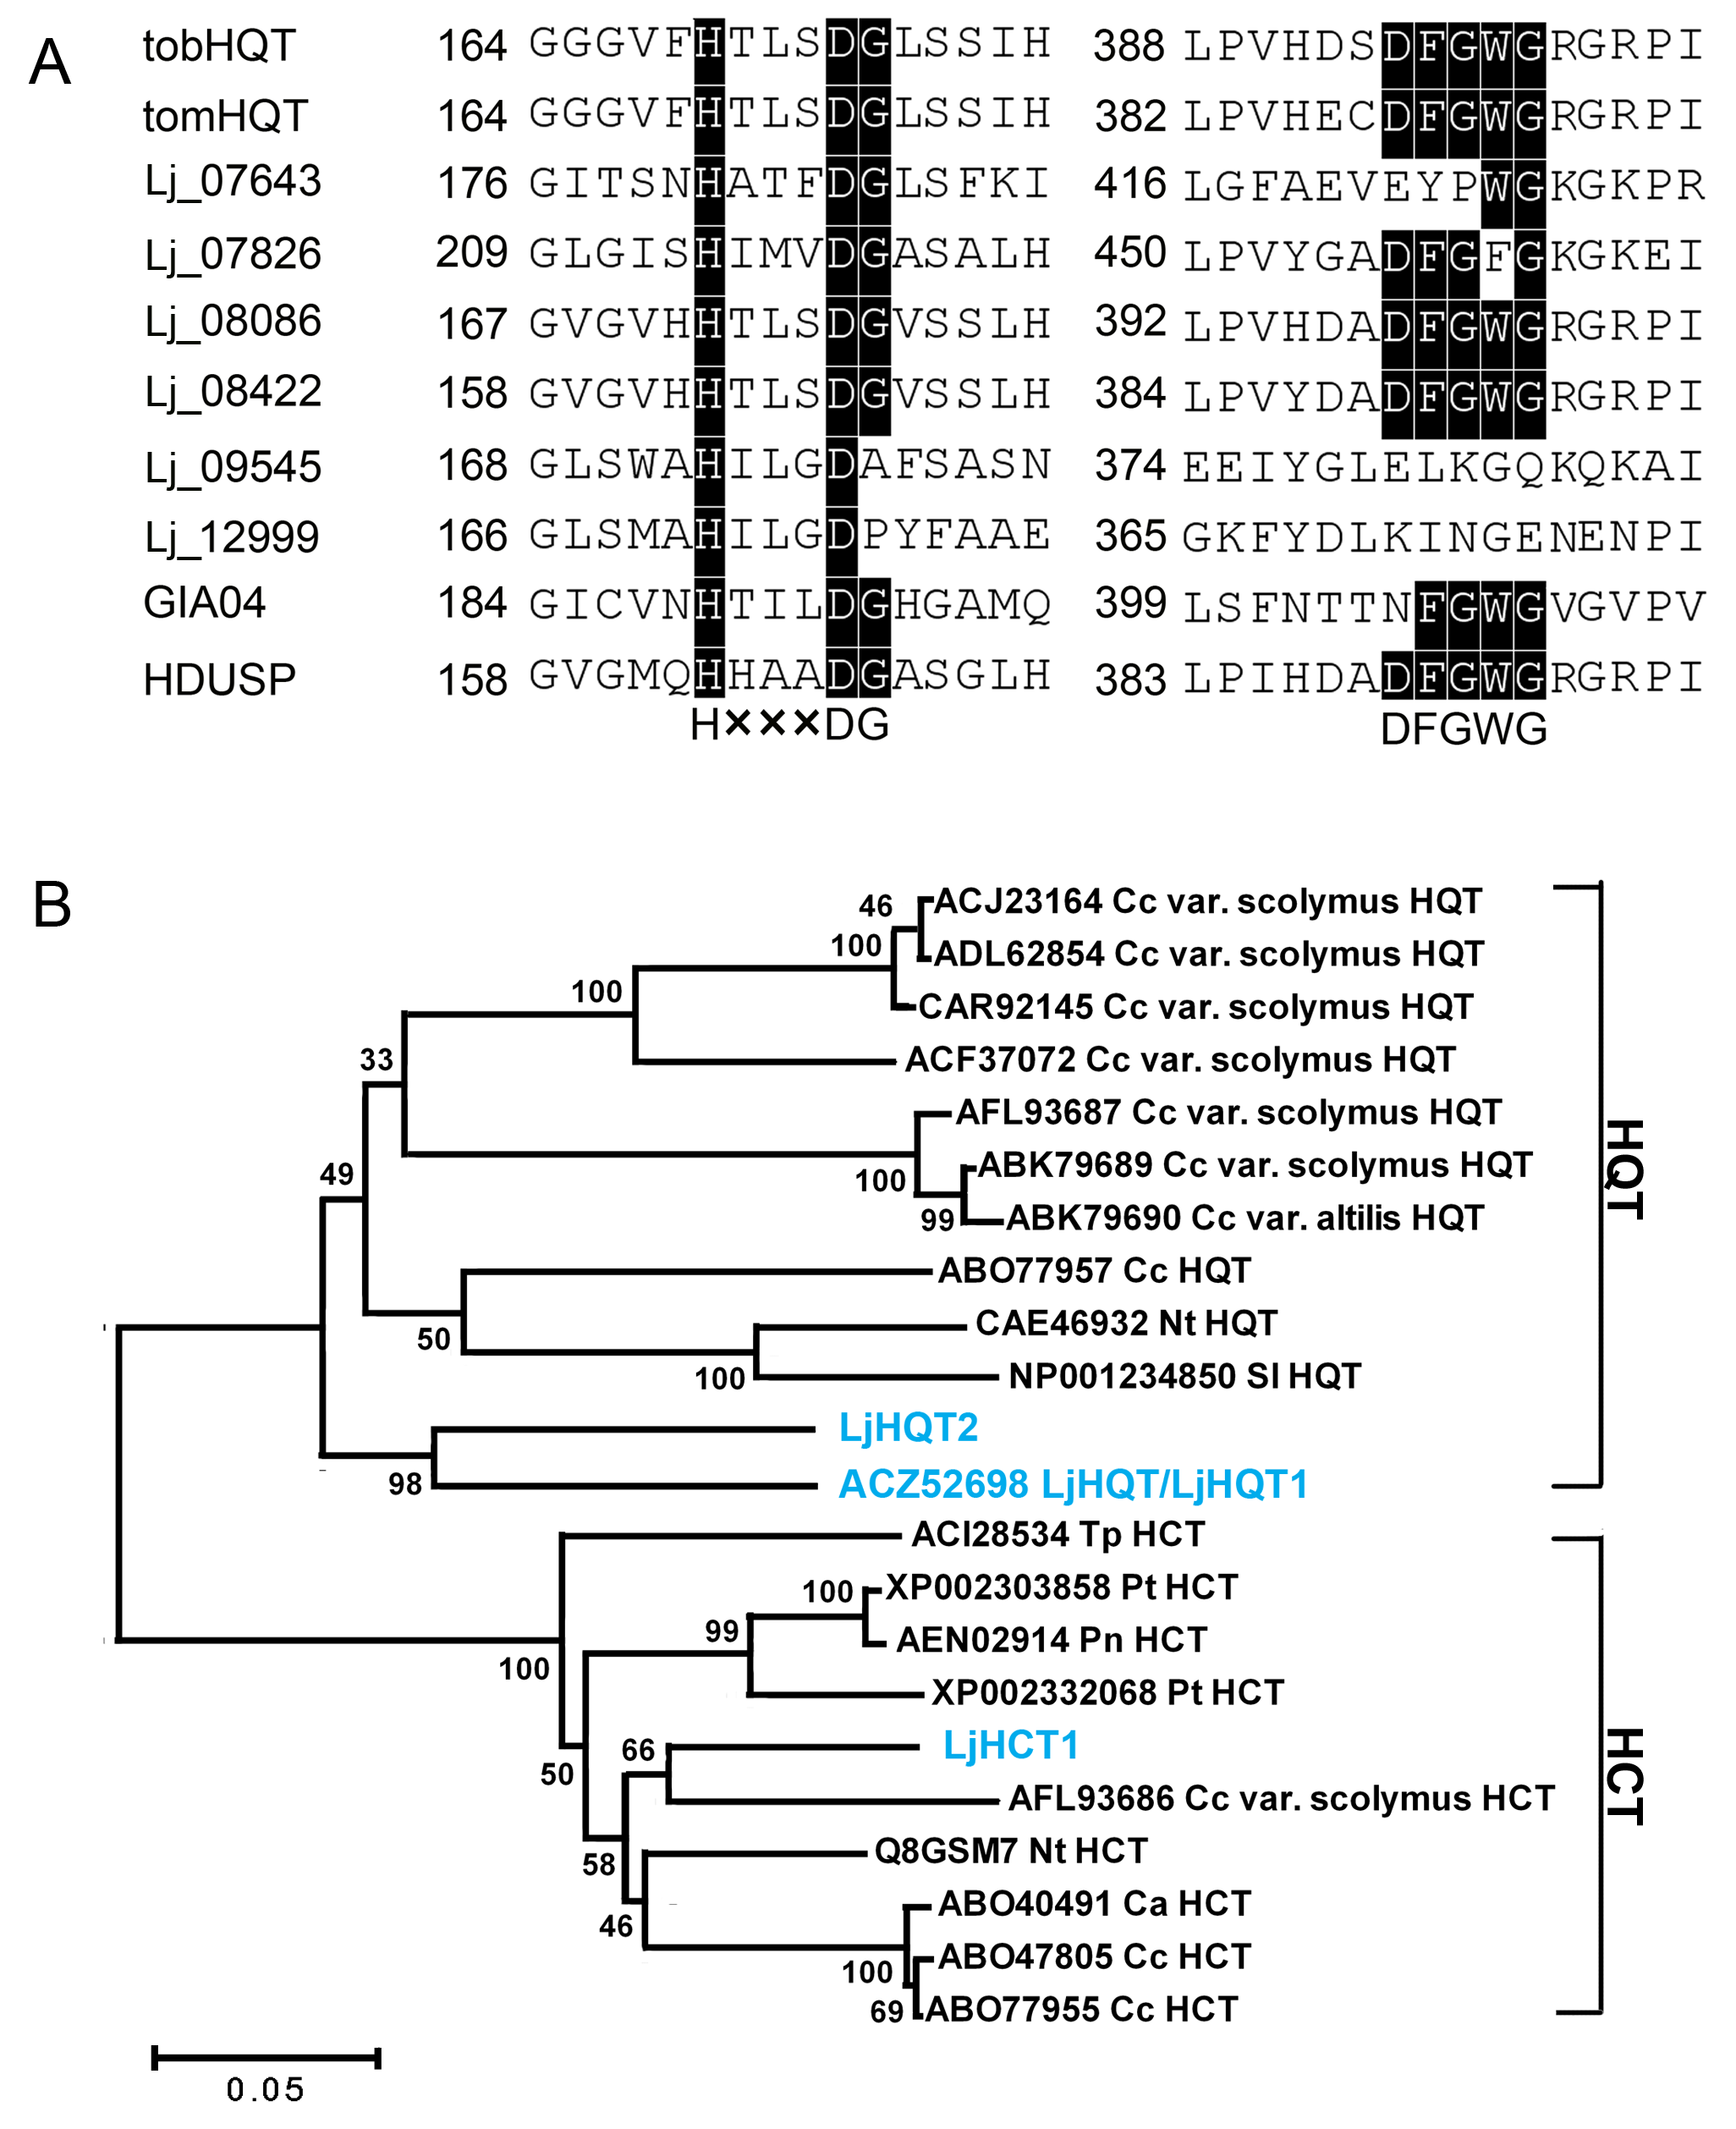 A
tobHQT 164 GGGVFHTLSDGLSSIH 388 LPVHDSDFGWGRGRPI
tomHQT 164 GGGVFHTLSDGLSSIH 382 LPVHECDFGWGRGRPI
Lj_07643 176 GITSNHATFDGLSFKI 416 LGFAEVEYPWGKGKPR
Lj_07826 209 GLGISHIMVDGASALH 450 LPVYGADFGFGKGKEI
Lj_08086 167 GVGVHHTLSDGVSSLH 392 LPVHDADFGWGRGRPI
Lj_08422 158 GVGVHHTLSDGVSSLH 384 LPVYDADFGWGRGRPI
Lj_09545 168 GLSWAHILGDAFSASN 374 EEIYGLELKGQKQKAI
Lj_12999 166 GLSMAHILGDPYFAAE 365 GKFYDLKINGENENPI
GIA04 184 GICVNHTILDGHGAMQ 399 LSFNTTNFGWGVGVPV
HDUSP 158 GVGMQHHAADGASGLH 383 LPIHDADFGWGRGRPI
H×××DG DFGWG
B
46 ACJ23164 Cc var. scolymus HQT
100 ADL62854 Cc var. scolymus HQT
100 CAR92145 Cc var. scolymus HQT
33 ACF37072 Cc var. scolymus HQT
AFL93687 Cc var. scolymus HQT
49 100 ABK79689 Cc var. scolymus HQT
99 ABK79690 Cc var. altilis HQT
HQT
ABO77957 Cc HQT
50 CAE46932 Nt HQT
100 NP001234850 Sl HQT
LjHQT2
98 ACZ52698 LjHQT/LjHQT1
ACI28534 Tp HCT
100 XP002303858 Pt HCT
99 AEN02914 Pn HCT
100 XP002332068 Pt HCT
50 66 LjHCT1
AFL93686 Cc var. scolymus HCT
HCT
58 Q8GSM7 Nt HCT
46 ABO40491 Ca HCT
100 ABO47805 Cc HCT
69 ABO77955 Cc HCT
0.05